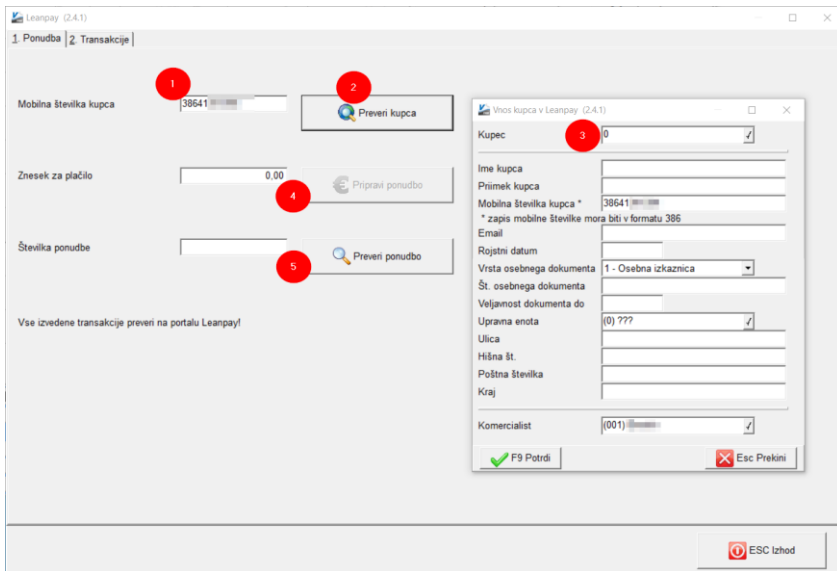 Leanpay (2.4.1)
1. Ponudba 2. Transakcije
1
Mobilna številka kupca
38641
2
Preveri kupca
Znesek za plačilo
0.00
4
Pripravi ponudbo
Številka ponudbe
5
Preveri ponudbo
Vse izvedene transakcije preveri na portalu Leanpay!
Vnos kupca v Leanpay (2.4.1)
Kupec
3
0
Ime kupca
Priimek kupca
Mobilna številka kupca *
38641
* zapis mobilne številke mora biti v formatu 386
Email
Rojstni datum
Vrsta osebnega dokumenta
1 - Osebna izkaznica
Št. osebnega dokumenta
Veljavnost dokumenta do
Upravna enota
(0) ???
Ulica
Hišna št.
Poštna številka
Kraj
Komercialist
(001)
F9 Potrdi
Esc Prekini
ESC Izhod